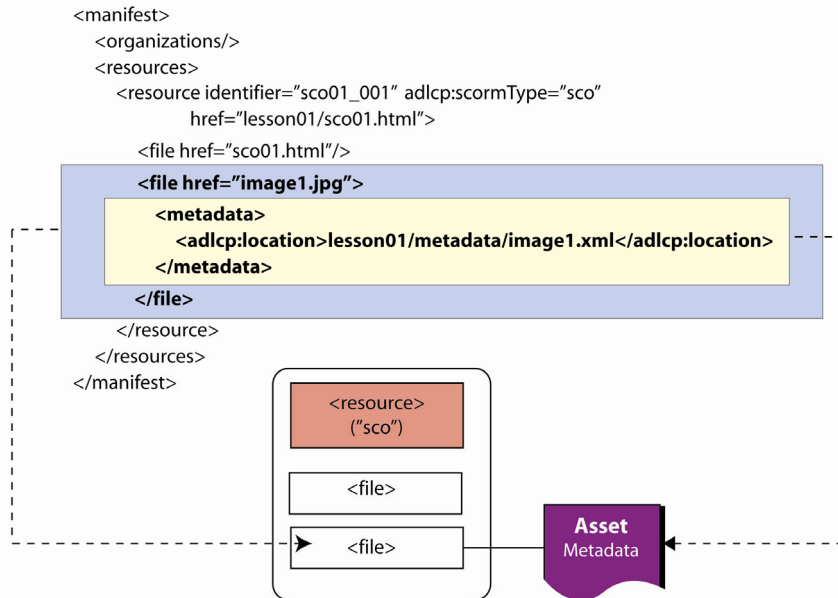 <manifest>
<organizations/>
<resources>
<resource identifier=”sco01_001” adlcp:scormType=”sco”
href=”lesson01/sco01.html”>
<file href=”sco01.html”/>
<file href=”image1.jpg”>
<metadata>
<adlcp:location>lesson01/metadata/image1.xml</adlcp:location>
</metadata>
</file>
</resource>
</resources>
</manifest>
<resource>
(”sco”)
<file>
<file>
Asset
Metadata